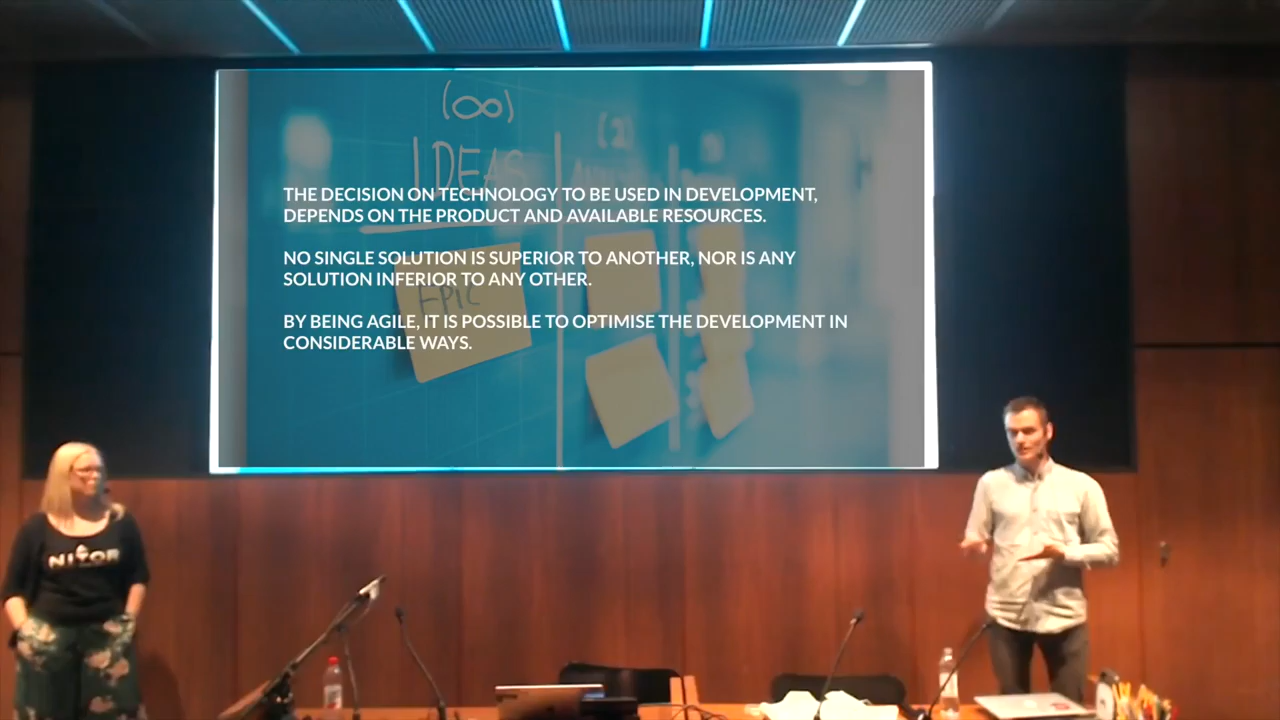 (∞)
IDEAS
THE DECISION ON TECHNOLOGY TO BE USED IN DEVELOPMENT,
DEPENDS ON THE PRODUCT AND AVAILABLE RESOURCES.
NO SINGLE SOLUTION IS SUPERIOR TO ANOTHER, NOR IS ANY
SOLUTION INFERIOR TO ANY OTHER.
EPIC
BY BEING AGILE, IT IS POSSIBLE TO OPTIMISE THE DEVELOPMENT IN
CONSIDERABLE WAYS.
NITOR